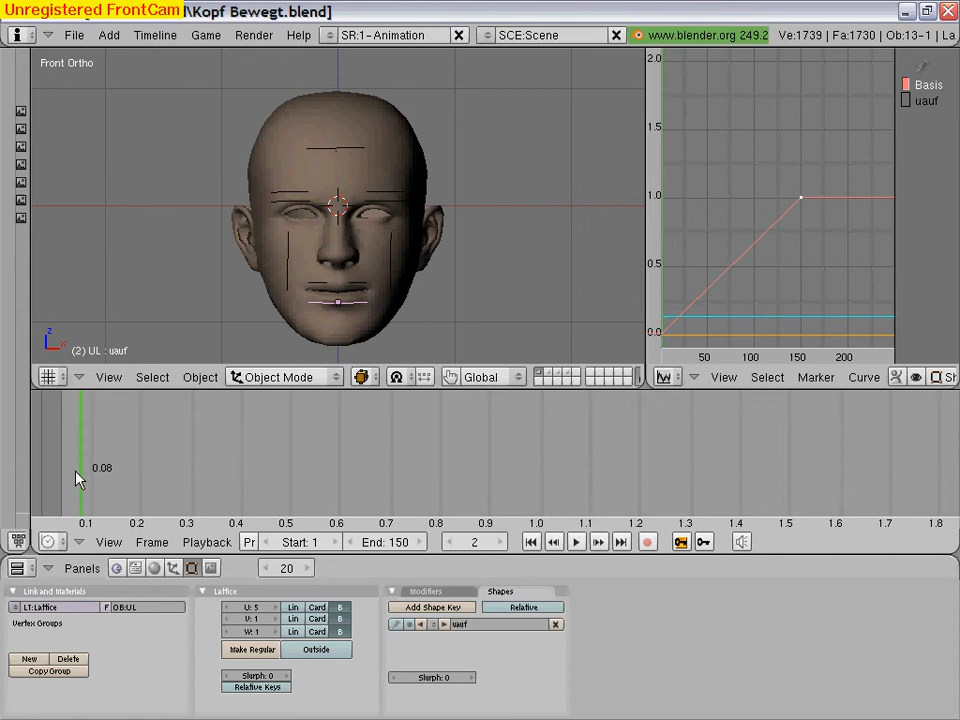 Unregistered FrontCam \Kopf Bewegt.blend]
File Add Timeline Game Render Help SR:1-Animation SCE:Scene www.blender.org 249.2 Ve:1739 | Fa:1730 | Ob:13-1 | La
Front Ortho
(2) UL : uauf
z
x
2.0
1.5
1.0
0.5
0.0
50 100 150 200
Basis
uauf
View Select Object Object Mode Global
View Select Marker Curve Sh
0.08
0.1 0.2 0.3 0.4 0.5 0.6 0.7 0.8 0.9 1.0 1.1 1.2 1.3 1.4 1.5 1.6 1.7 1.8
View Frame Playback Pr Start: 1 End: 150 2
Panels 20
Link and Materials
LT:Lattice F OB:UL
Vertex Groups
New Delete
Copy Group
Lattice
U: 5 Lin Card B
V: 1 Lin Card B
W: 1 Lin Card B
Make Regular Outside
Slurph: 0
Relative Keys
Modifiers Shapes
Add Shape Key Relative
uauf
Slurph: 0